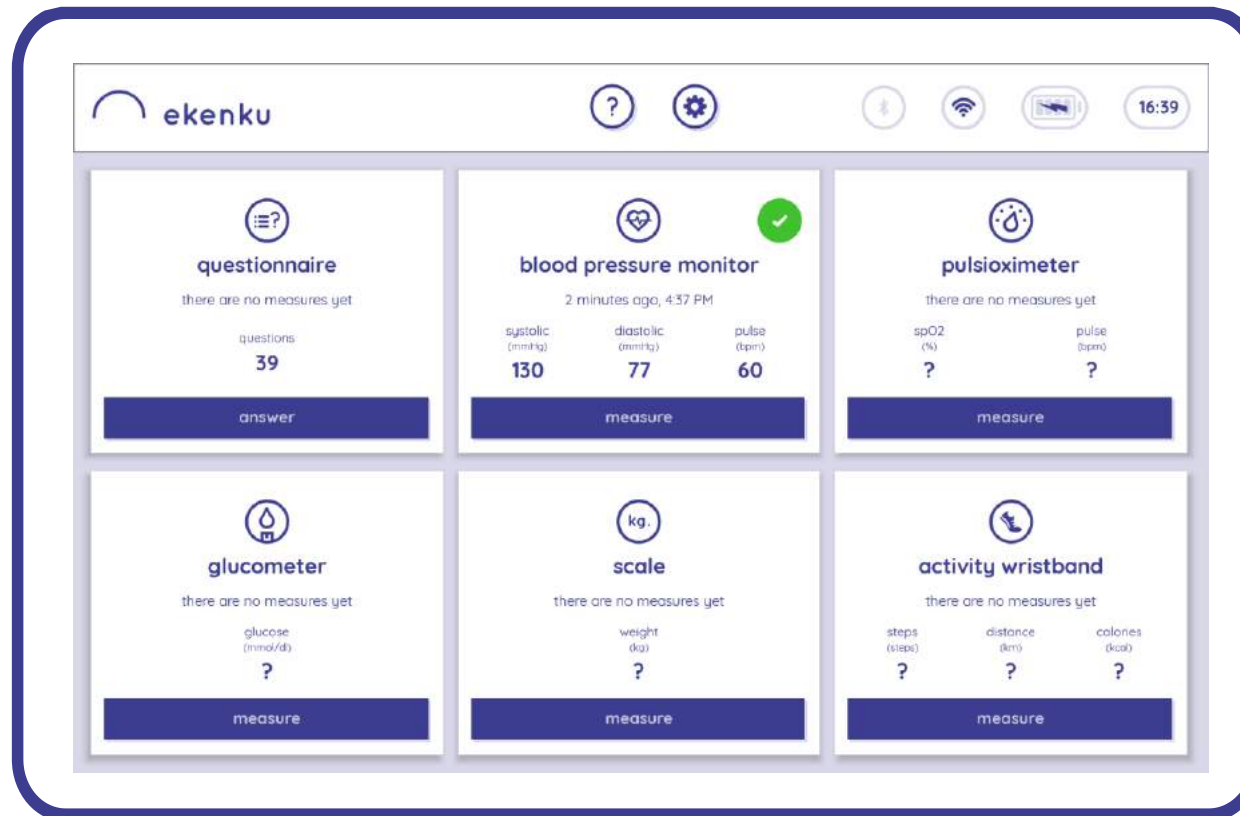 ekenku
?
16:39
?
questionnaire
there are no measures yet
questions
39
answer
blood pressure monitor
2 minutes ago, 4:37 PM
systolic diastolic pulse
(mmHg) (mmHg) (bpm)
130 77 60
measure
pulsioximeter
there are no measures yet
spO2 pulse
(%) (bpm)
? ?
measure
glucometer
there are no measures yet
glucose
(mmol/dl)
?
measure
kg.
scale
there are no measures yet
weight
(kg)
?
measure
activity wristband
there are no measures yet
steps distance calories
(steps) (km) (kcal)
? ? ?
measure